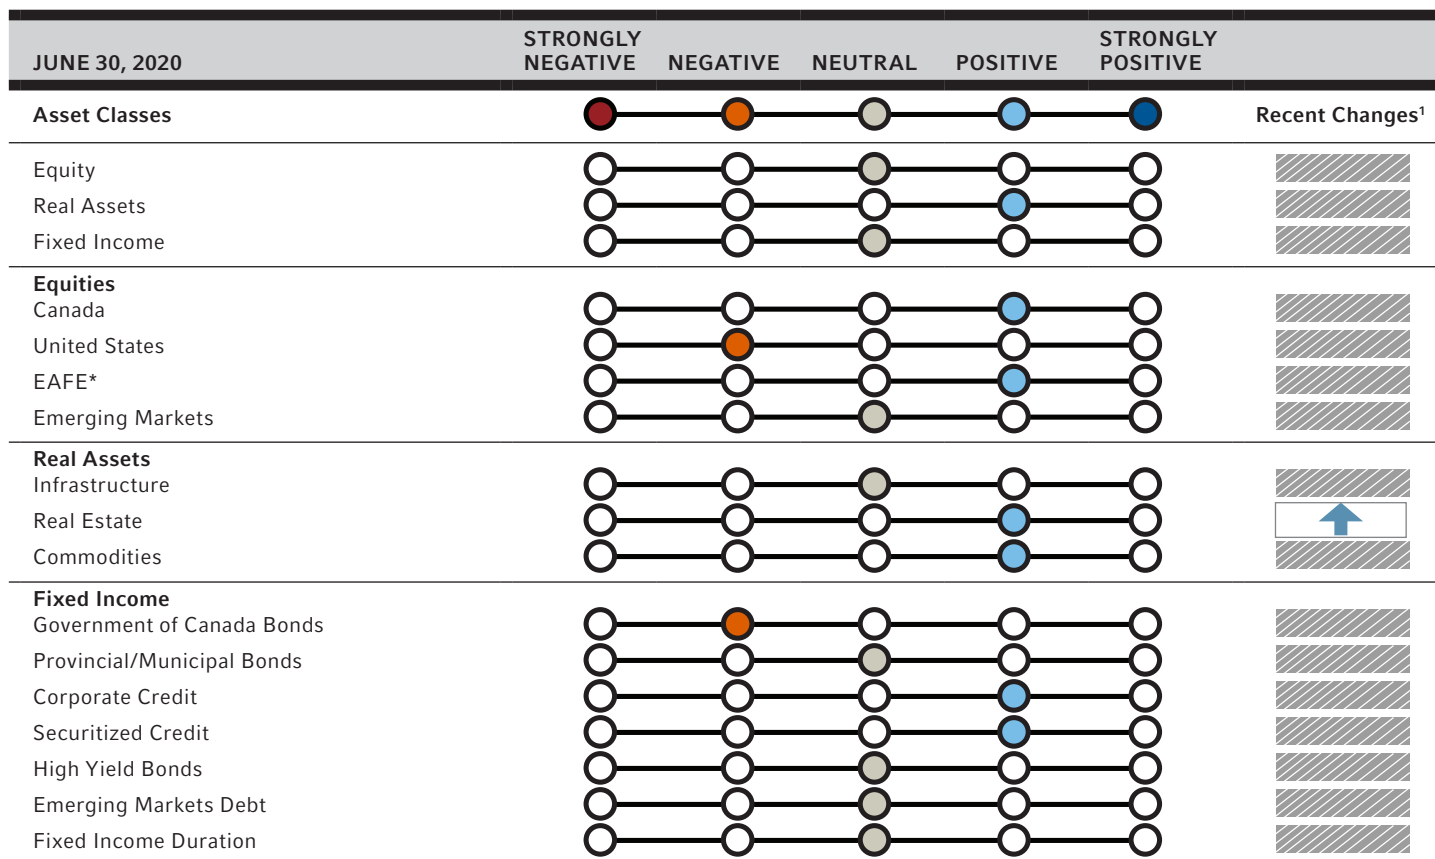 JUNE 30, 2020
STRONGLY
NEGATIVE
NEGATIVE
NEUTRAL
POSITIVE
STRONGLY
POSITIVE
Asset Classes
Recent Changes¹
Equity
Real Assets
Fixed Income
Equities
Canada
United States
EAFE*
Emerging Markets
Real Assets
Infrastructure
Real Estate
Commodities
Fixed Income
Government of Canada Bonds
Provincial/Municipal Bonds
Corporate Credit
Securitized Credit
High Yield Bonds
Emerging Markets Debt
Fixed Income Duration